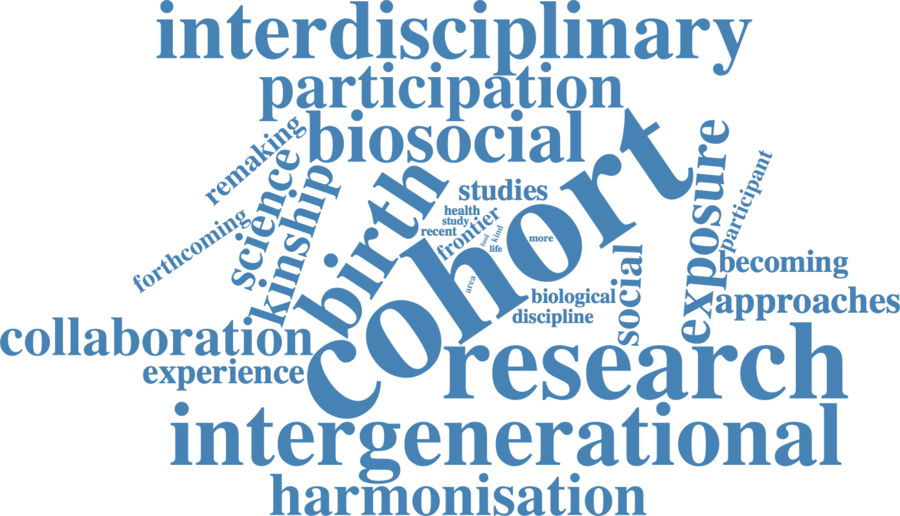 interdisciplinary
participation
biosocial
remaking
science
kinship
forthcoming
birth
cohort
studies
health
study
recent
frontier
tool
kind
life
more
area
exposure
participant
social
becoming
approaches
biological
discipline
collaboration
experience
research
intergenerational
harmonisation